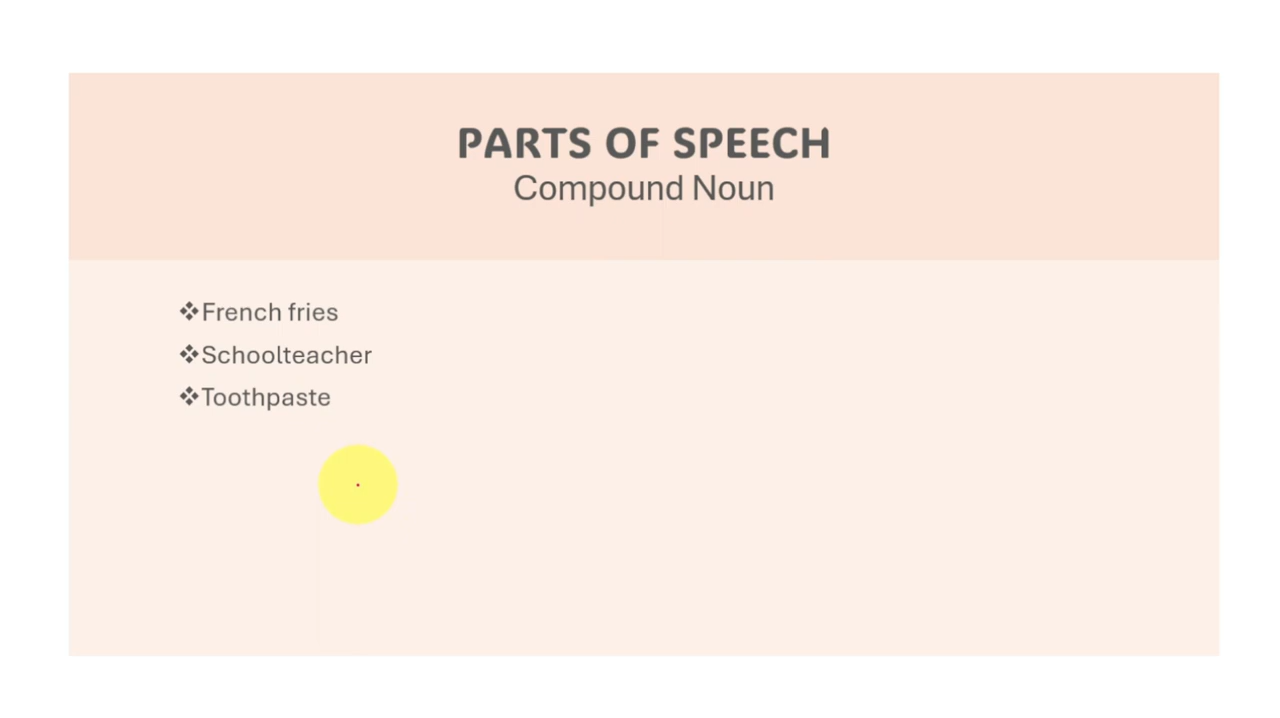 PARTS OF SPEECH
Compound Noun
❖French fries
❖Schoolteacher
❖Toothpaste